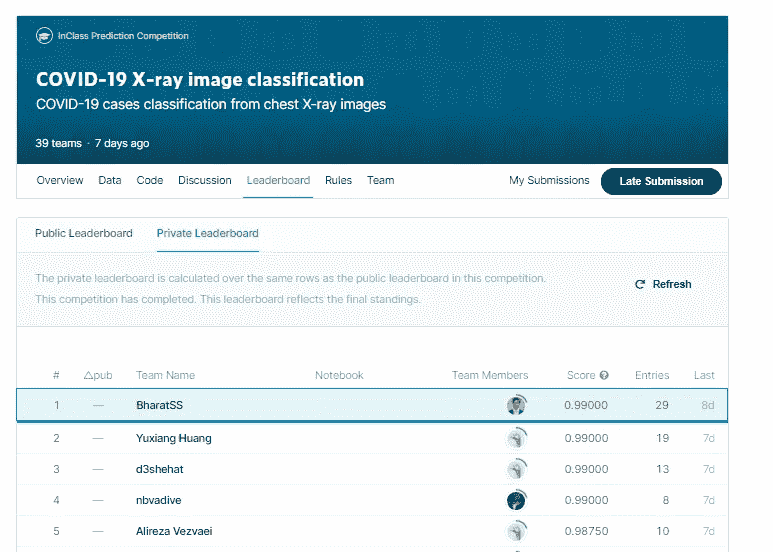 InClass Prediction Competition
COVID-19 X-ray image classification
COVID-19 cases classification from chest X-ray images
39 teams · 7 days ago
Overview Data Code Discussion Leaderboard Rules Team My Submissions Late Submission
Public Leaderboard Private Leaderboard
The private leaderboard is calculated over the same rows as the public leaderboard in this competition.
This competition has completed. This leaderboard reflects the final standings.
Refresh
# △pub Team Name Notebook Team Members Score Entries Last
1 — BharatSS 0.99000 29 8d
2 — Yuxiang Huang 0.99000 19 7d
3 — d3shehat 0.99000 13 7d
4 — nbvadive 0.99000 8 7d
5 — Alireza Vezvaei 0.98750 10 7d